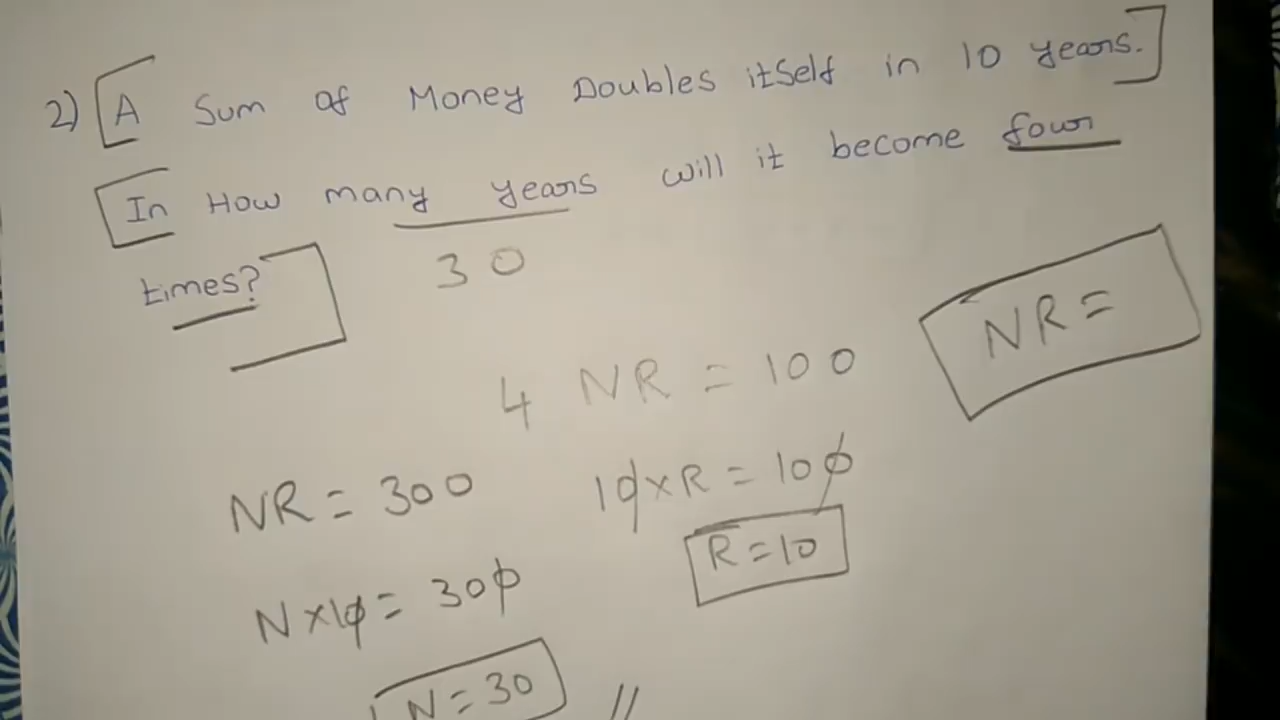 2) A Sum of Money Doubles itself in 10 years.
In How many years will it become four
times?
30
NR =
4 NR = 100
NR = 300
10×R = 100
R = 10
N×10 = 300
N = 30 //